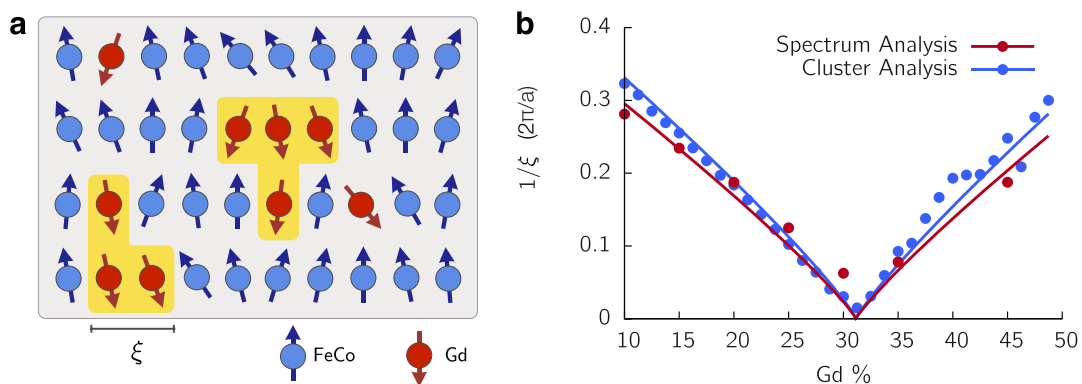 a
ξ
FeCo
Gd
b
0.4
0.3
0.2
0.1
0
1/ξ (2π/a)
Spectrum Analysis
Cluster Analysis
10 15 20 25 30 35 40 45 50
Gd %